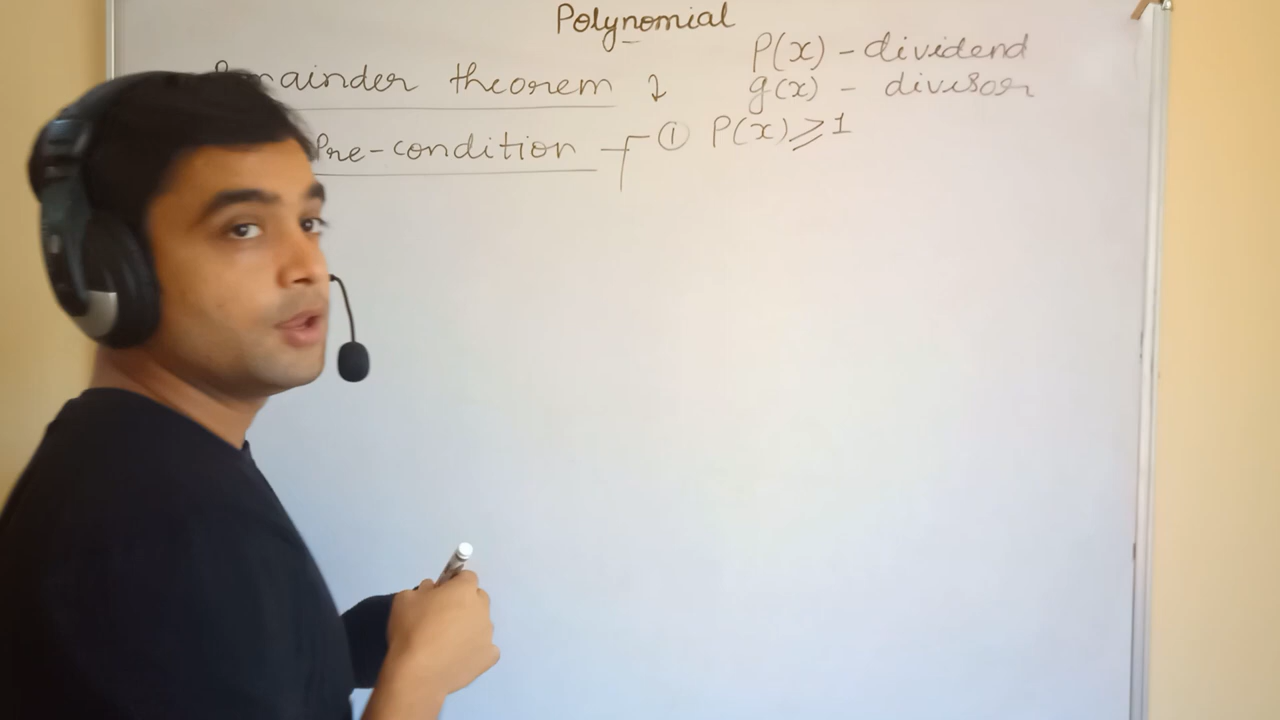 Polynomial
Remainder theorem ↴
P(x) - dividend
g(x) - divisor
Pre-condition
① P(x) ⩾ 1